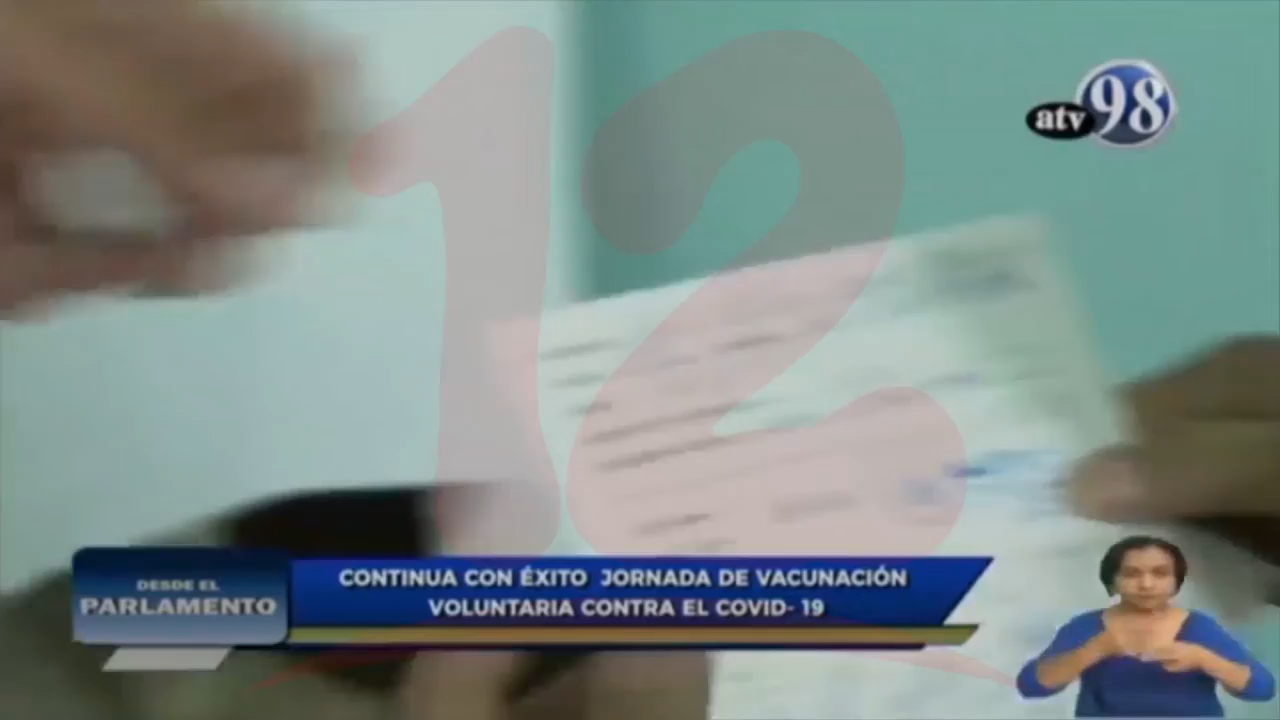 12
atv 98
DESDE EL
PARLAMENTO
CONTINUA CON ÉXITO JORNADA DE VACUNACIÓN
VOLUNTARIA CONTRA EL COVID- 19